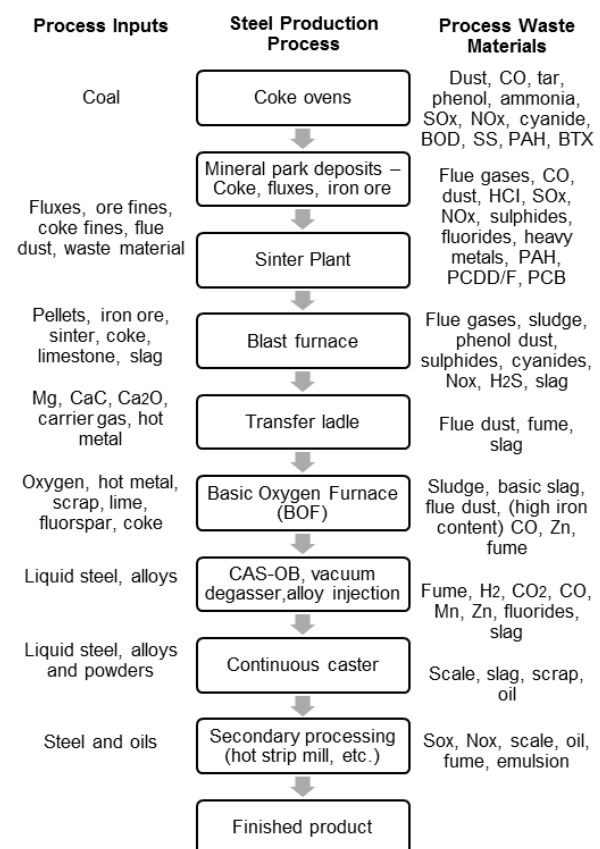 Process Inputs
Steel Production
Process
Process Waste
Materials
Coal
Coke ovens
Dust, CO, tar,
phenol, ammonia,
SOx, NOx, cyanide,
BOD, SS, PAH, BTX
Mineral park deposits –
Coke, fluxes, iron ore
Fluxes, ore fines,
coke fines, flue
dust, waste material
Sinter Plant
Flue gases, CO,
dust, HCI, SOx,
NOx, sulphides,
fluorides, heavy
metals, PAH,
PCDD/F, PCB
Pellets, iron ore,
sinter, coke,
limestone, slag
Blast furnace
Flue gases, sludge,
phenol dust,
sulphides, cyanides,
Nox, H2S, slag
Mg, CaC, Ca2O,
carrier gas, hot
metal
Transfer ladle
Flue dust, fume,
slag
Oxygen, hot metal,
scrap, lime,
fluorspar, coke
Basic Oxygen Furnace
(BOF)
Sludge, basic slag,
flue dust, (high iron
content) CO, Zn,
fume
Liquid steel, alloys
CAS-OB, vacuum
degasser,alloy injection
Fume, H2, CO2, CO,
Mn, Zn, fluorides,
slag
Liquid steel, alloys
and powders
Continuous caster
Scale, slag, scrap,
oil
Steel and oils
Secondary processing
(hot strip mill, etc.)
Sox, Nox, scale, oil,
fume, emulsion
Finished product